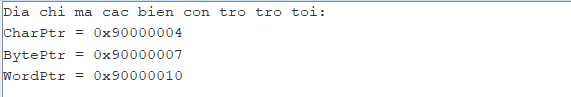 Dia chi ma cac bien con tro tro toi:
CharPtr = 0x90000004
BytePtr = 0x90000007
WordPtr = 0x90000010